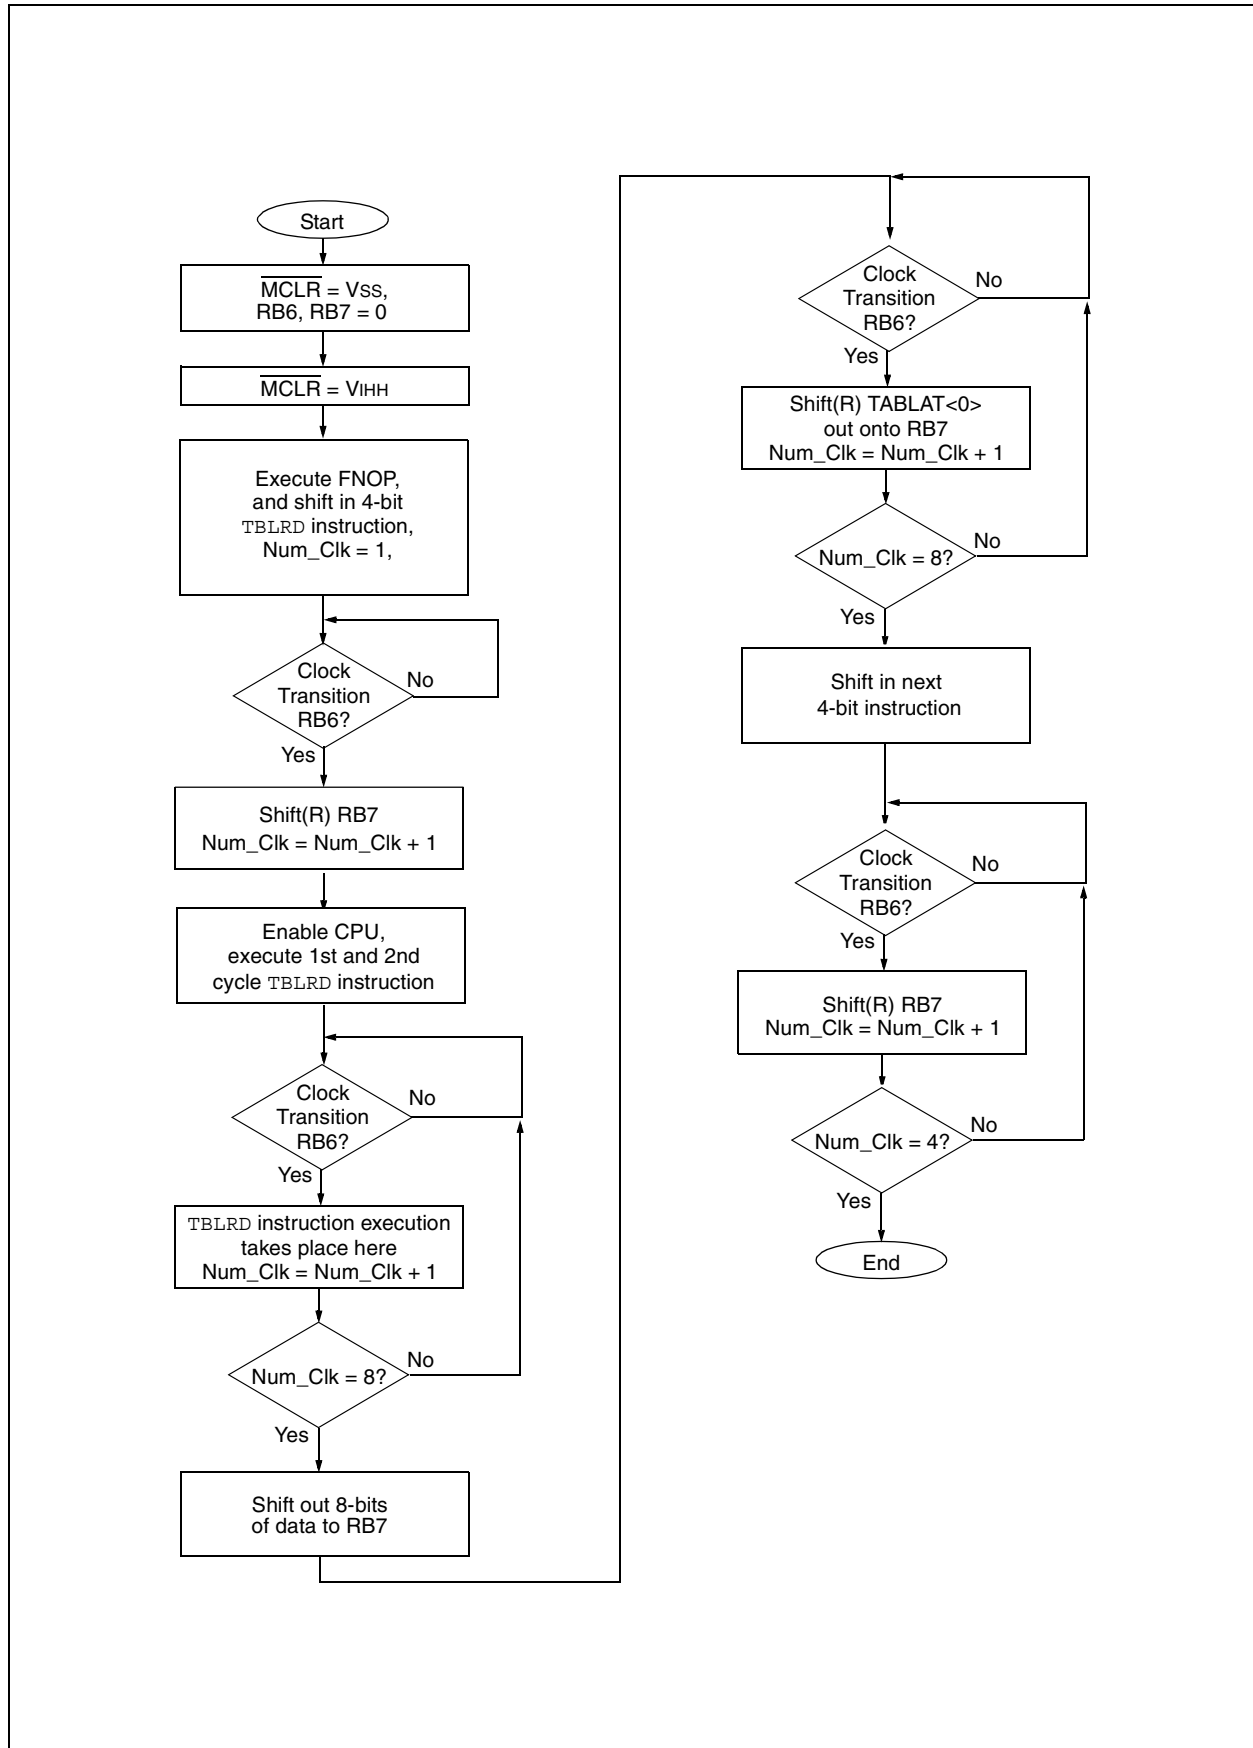 Start
MCLR = VSS,
RB6, RB7 = 0
MCLR = VIHH
Execute FNOP,
and shift in 4-bit
TBLRD instruction,
Num_Clk = 1,
Clock
Transition
RB6?
No
Yes
Shift(R) RB7
Num_Clk = Num_Clk + 1
Enable CPU,
execute 1st and 2nd
cycle TBLRD instruction
Clock
Transition
RB6?
No
Yes
TBLRD instruction execution
takes place here
Num_Clk = Num_Clk + 1
Num_Clk = 8?
No
Yes
Shift out 8-bits
of data to RB7
Clock
Transition
RB6?
No
Yes
Shift(R) TABLAT<0>
out onto RB7
Num_Clk = Num_Clk + 1
Num_Clk = 8?
No
Yes
Shift in next
4-bit instruction
Clock
Transition
RB6?
No
Yes
Shift(R) RB7
Num_Clk = Num_Clk + 1
Num_Clk = 4?
No
Yes
End